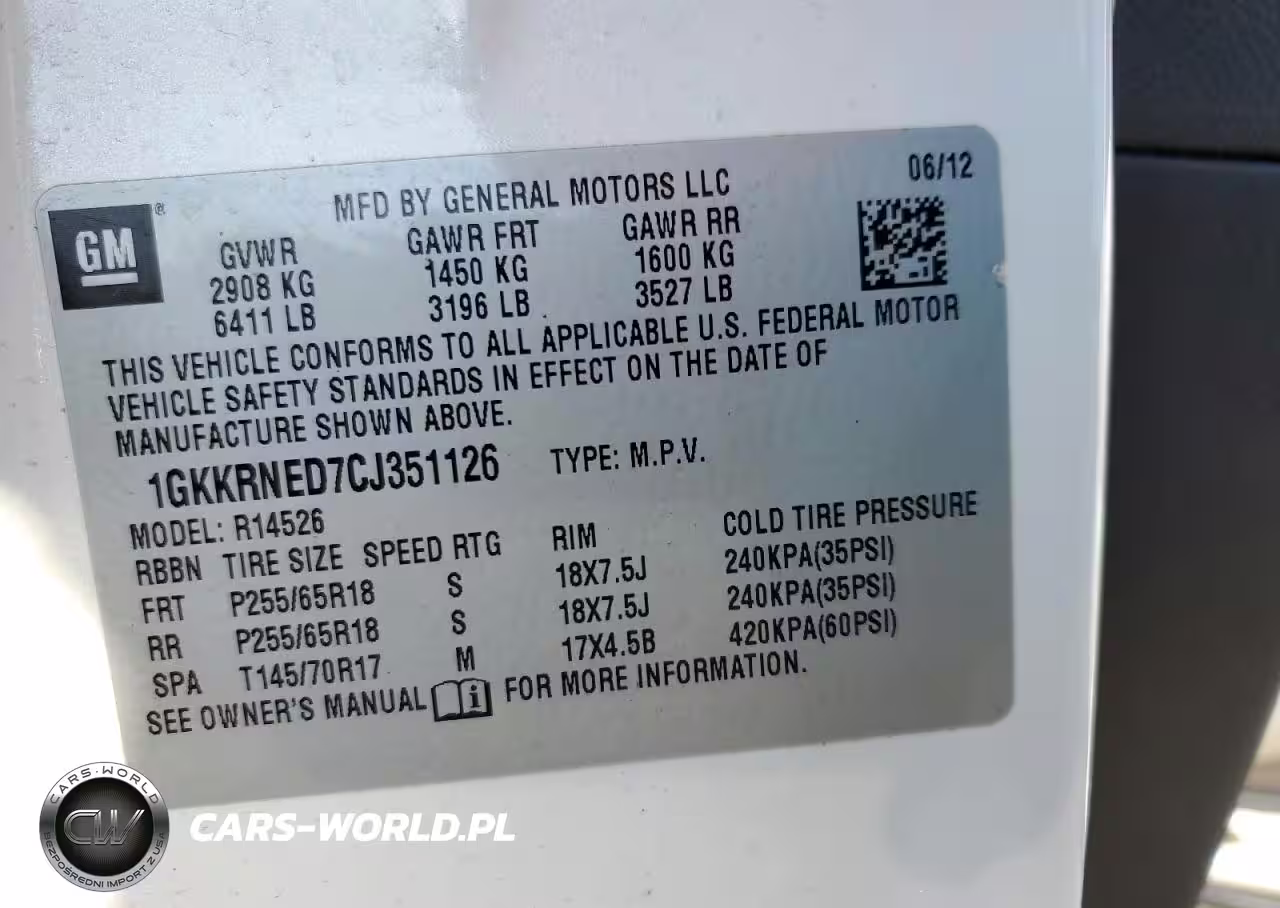 06/12
MFD BY GENERAL MOTORS LLC
GM ®
GVWR GAWR FRT GAWR RR
2908 KG 1450 KG 1600 KG
6411 LB 3196 LB 3527 LB
THIS VEHICLE CONFORMS TO ALL APPLICABLE U.S. FEDERAL MOTOR
VEHICLE SAFETY STANDARDS IN EFFECT ON THE DATE OF
MANUFACTURE SHOWN ABOVE.
1GKKRNED7CJ351126 TYPE: M.P.V.
MODEL: R14526
RBBN TIRE SIZE SPEED RTG RIM COLD TIRE PRESSURE
FRT P255/65R18 S 18X7.5J 240KPA(35PSI)
RR P255/65R18 S 18X7.5J 240KPA(35PSI)
SPA T145/70R17 M 17X4.5B 420KPA(60PSI)
SEE OWNER'S MANUAL i FOR MORE INFORMATION.
CARS-WORLD
CW
BEZPOŚREDNI IMPORT Z USA
CARS-WORLD.PL